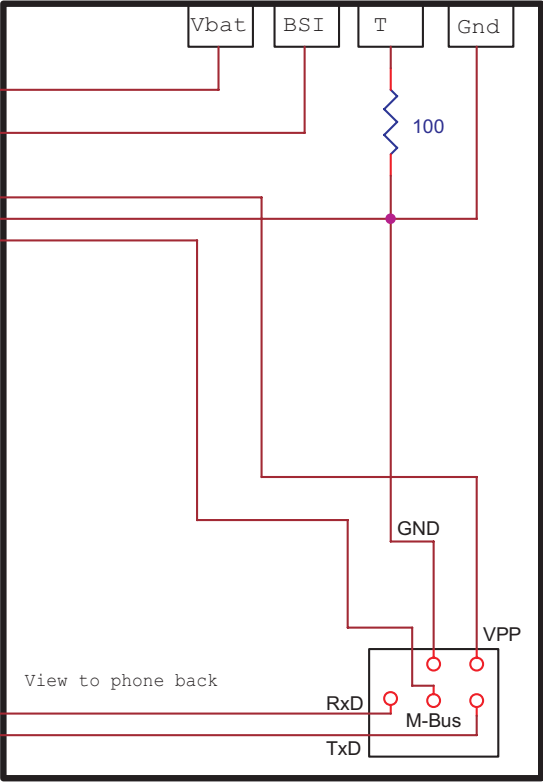 Vbat BSI T Gnd
100
GND
VPP
View to phone back
RxD
M-Bus
TxD